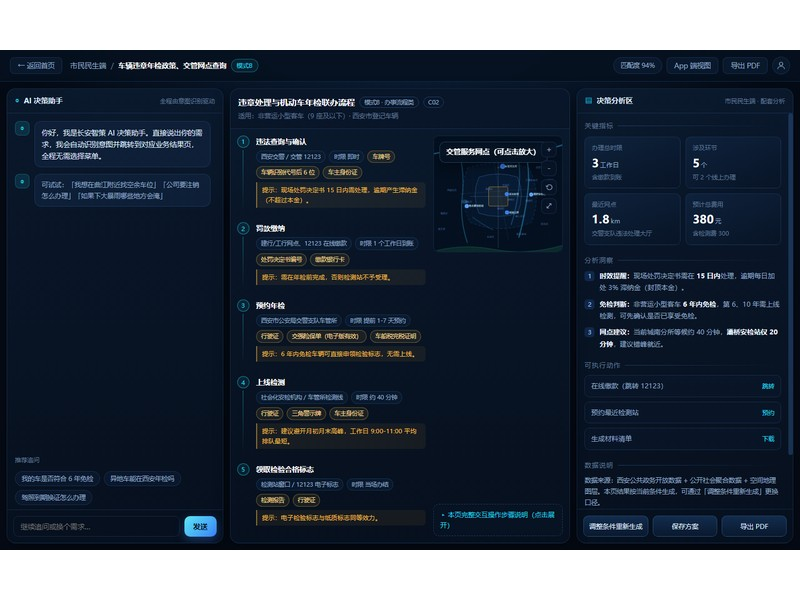 ← 返回首页
市民民生端 / 车辆违章年检政策、交管网点查询
模式B
匹配度 94%
App 端视图
导出 PDF
AI 决策助手
全程由意图识别驱动
你好，我是长安智策 AI 决策助手。直接说出你的需
求，我会自动识别意图并跳转到对应业务结果页，
全程无需选择菜单。
可试试：「我想在曲江附近找空余车位」「公司要注销
怎么办理」「如果下大暴雨哪些地方会淹」
推荐追问
我的车是否符合 6 年免检
异地车能在西安年检吗
驾照到期换证怎么办理
继续追问或换个需求...
发送
违章处理与机动车年检联办流程
模式B · 办事流程类
C02
适用：非营运小型客车（9 座及以下）· 西安市登记车辆
1
违法查询与确认
西安交警 / 交管 12123
时限 即时
车牌号
车辆识别代号后 6 位
车主身份证
提示：现场处罚决定书 15 日内需处理，逾期产生滞纳金
（不超过本金）。
2
罚款缴纳
建行/工行网点、12123 在线缴款
时限 1 个工作日到账
处罚决定书编号
缴款银行卡
提示：需在年检前完成，否则检测站不予受理。
3
预约年检
西安市公安局交警支队车管所
时限 提前 1-7 天预约
行驶证
交强险保单（电子版有效）
车船税完税证明
提示：6 年内免检车辆可直接申领检验标志，无需上线。
4
上线检测
社会化安检机构 / 车管所检测线
时限 约 40 分钟
行驶证
三角警示牌
车主身份证
提示：建议避开月初月末高峰，工作日 9:00-11:00 平均
排队最短。
5
领取检验合格标志
检测站窗口 / 12123 电子标志
时限 当场办结
检测报告
行驶证
提示：电子检验标志与纸质标志同等效力。
交管服务网点（可点击放大）
+
-
• 本页完整交互操作步骤说明（点击展
开）
决策分析区
市民民生端 · 配套分析
关键指标
办理总时限
3 工作日
含缴款到账
涉及环节
5 个
可 2 个线上办理
最近网点
1.8 km
交警支队违法处理大厅
预计总费用
380 元
含检测费 300
分析洞察
1 时效提醒：现场处罚决定书需在 15 日内处理，逾期每日加
处 3% 滞纳金（封顶本金）。
2 免检判断：非营运小型客车 6 年内免检，第 6、10 年需上线
检测，可先确认是否已享受免检。
3 网点建议：当前城南分所等候约 40 分钟，灞桥安检站仅 20
分钟，建议错峰就近。
可执行动作
在线缴款（跳转 12123）
跳转
预约最近检测站
预约
生成材料清单
下载
数据说明
数据来源：西安公共政务开放数据 + 公开社会聚合数据 + 空间地理
图层。本页结果按当前条件生成，可通过「调整条件重新生成」更换
口径。
调整条件重新生成
保存方案
导出 PDF